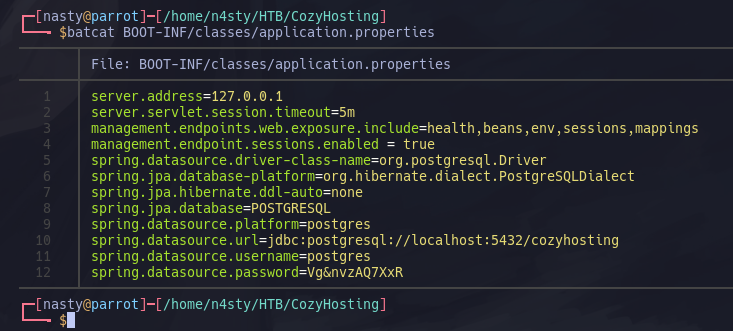 [nasty@parrot]-[/home/n4sty/HTB/CozyHosting]
$batcat BOOT-INF/classes/application.properties
File: BOOT-INF/classes/application.properties
1 server.address=127.0.0.1
2 server.servlet.session.timeout=5m
3 management.endpoints.web.exposure.include=health,beans,env,sessions,mappings
4 management.endpoint.sessions.enabled = true
5 spring.datasource.driver-class-name=org.postgresql.Driver
6 spring.jpa.database-platform=org.hibernate.dialect.PostgreSQLDialect
7 spring.jpa.hibernate.ddl-auto=none
8 spring.jpa.database=POSTGRESQL
9 spring.datasource.platform=postgres
10 spring.datasource.url=jdbc:postgresql://localhost:5432/cozyhosting
11 spring.datasource.username=postgres
12 spring.datasource.password=Vg&nvzAQ7XxR
[nasty@parrot]-[/home/n4sty/HTB/CozyHosting]
$